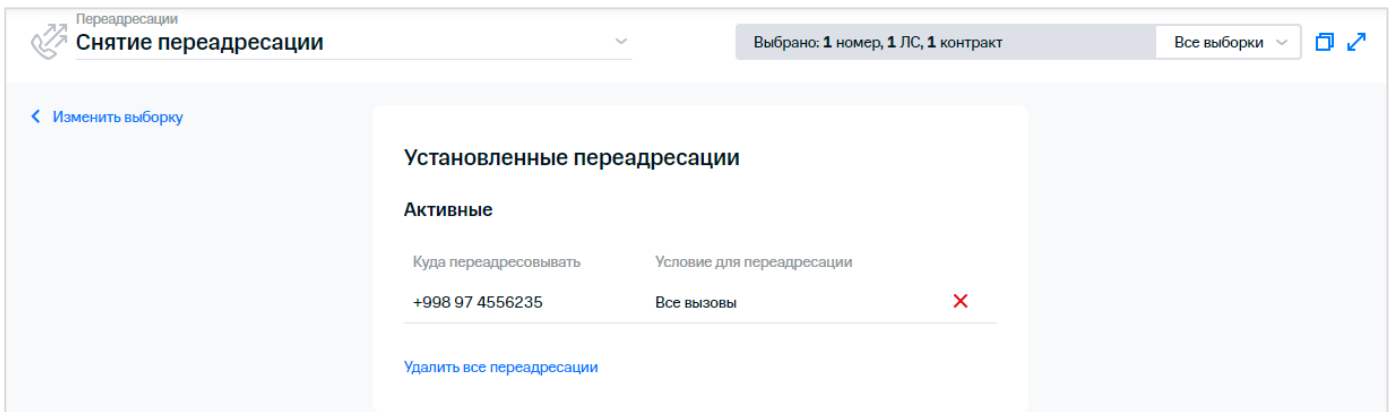 Переадресации
Снятие переадресации
Выбрано: 1 номер, 1 ЛС, 1 контракт
Все выборки
Изменить выборку
Установленные переадресации
Активные
Куда переадресовывать Условие для переадресации
+998 97 4556235 Все вызовы
Удалить все переадресации